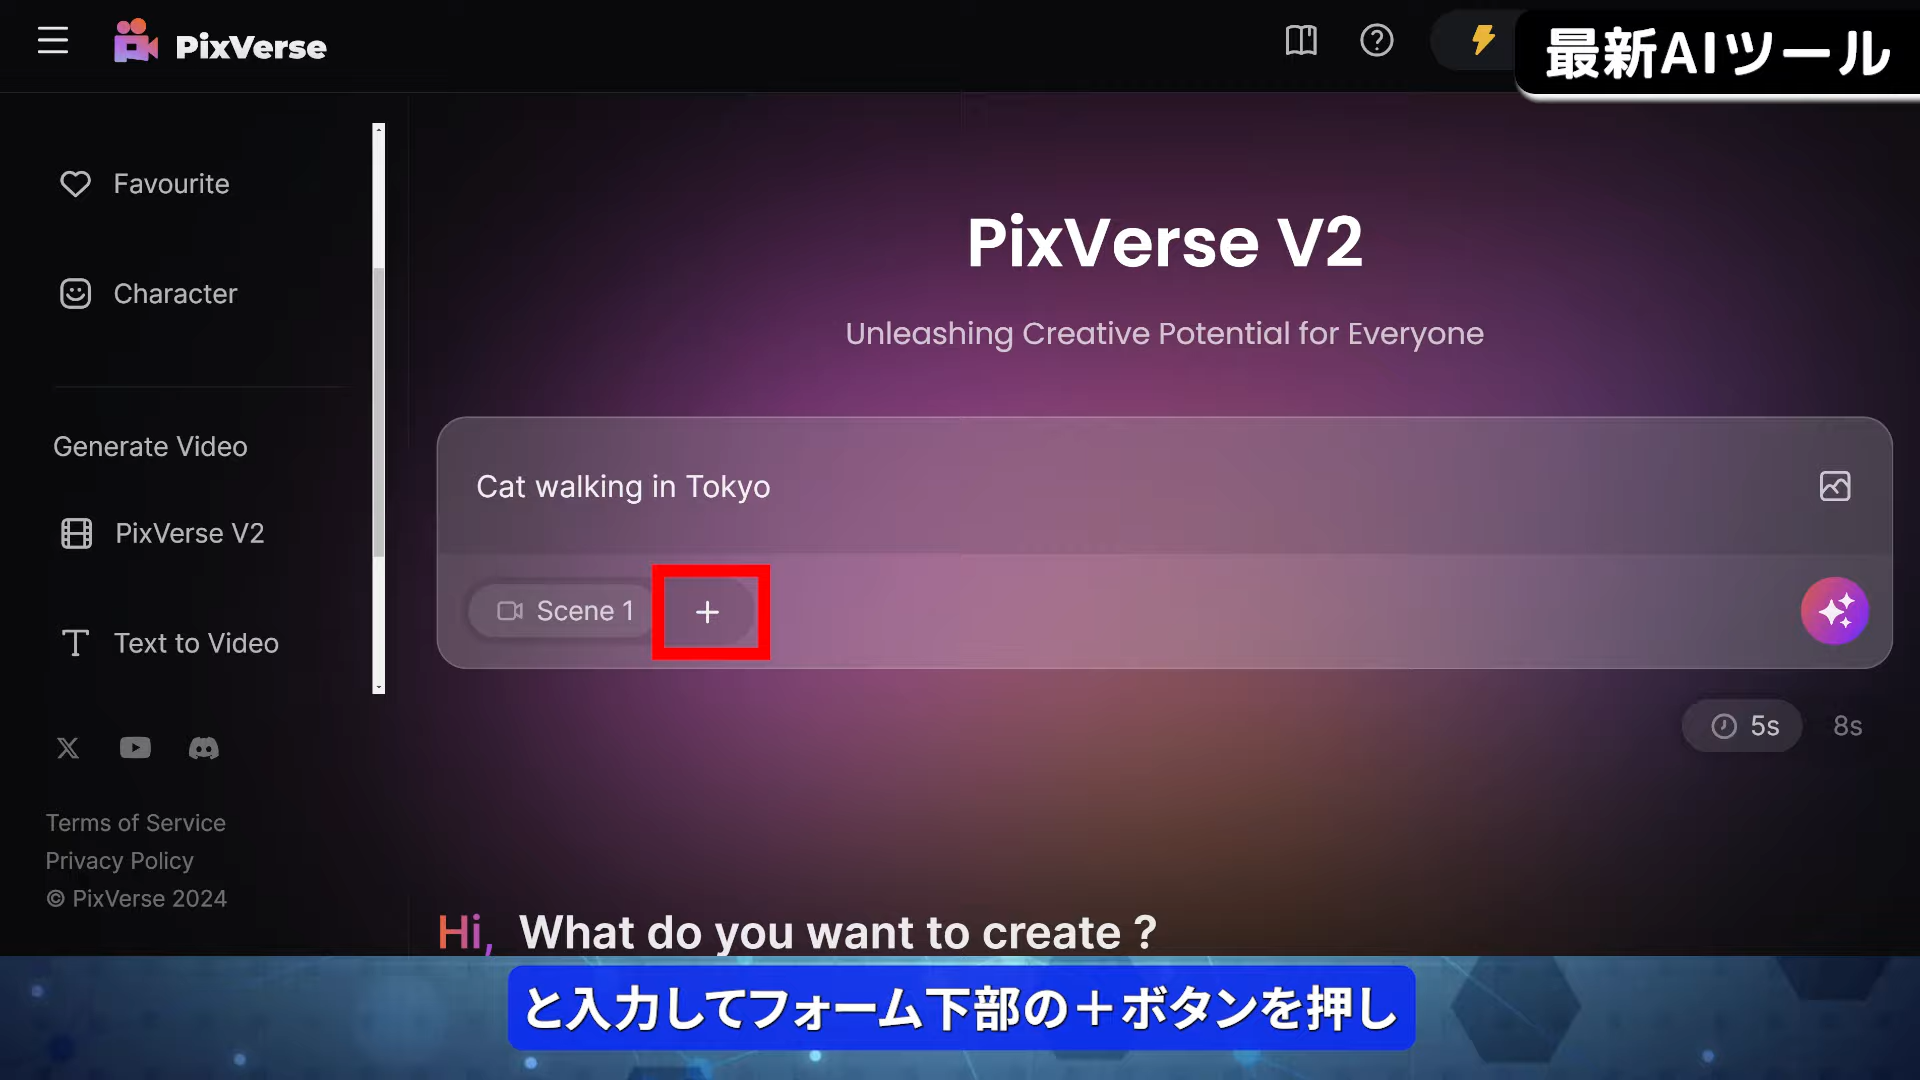 PixVerse
最新AIツール
Favourite
Character
Generate Video
PixVerse V2
Text to Video
Terms of Service
Privacy Policy
© PixVerse 2024
PixVerse V2
Unleashing Creative Potential for Everyone
Cat walking in Tokyo
Scene 1
5s
8s
Hi, What do you want to create ?
と入力してフォーム下部の＋ボタンを押し